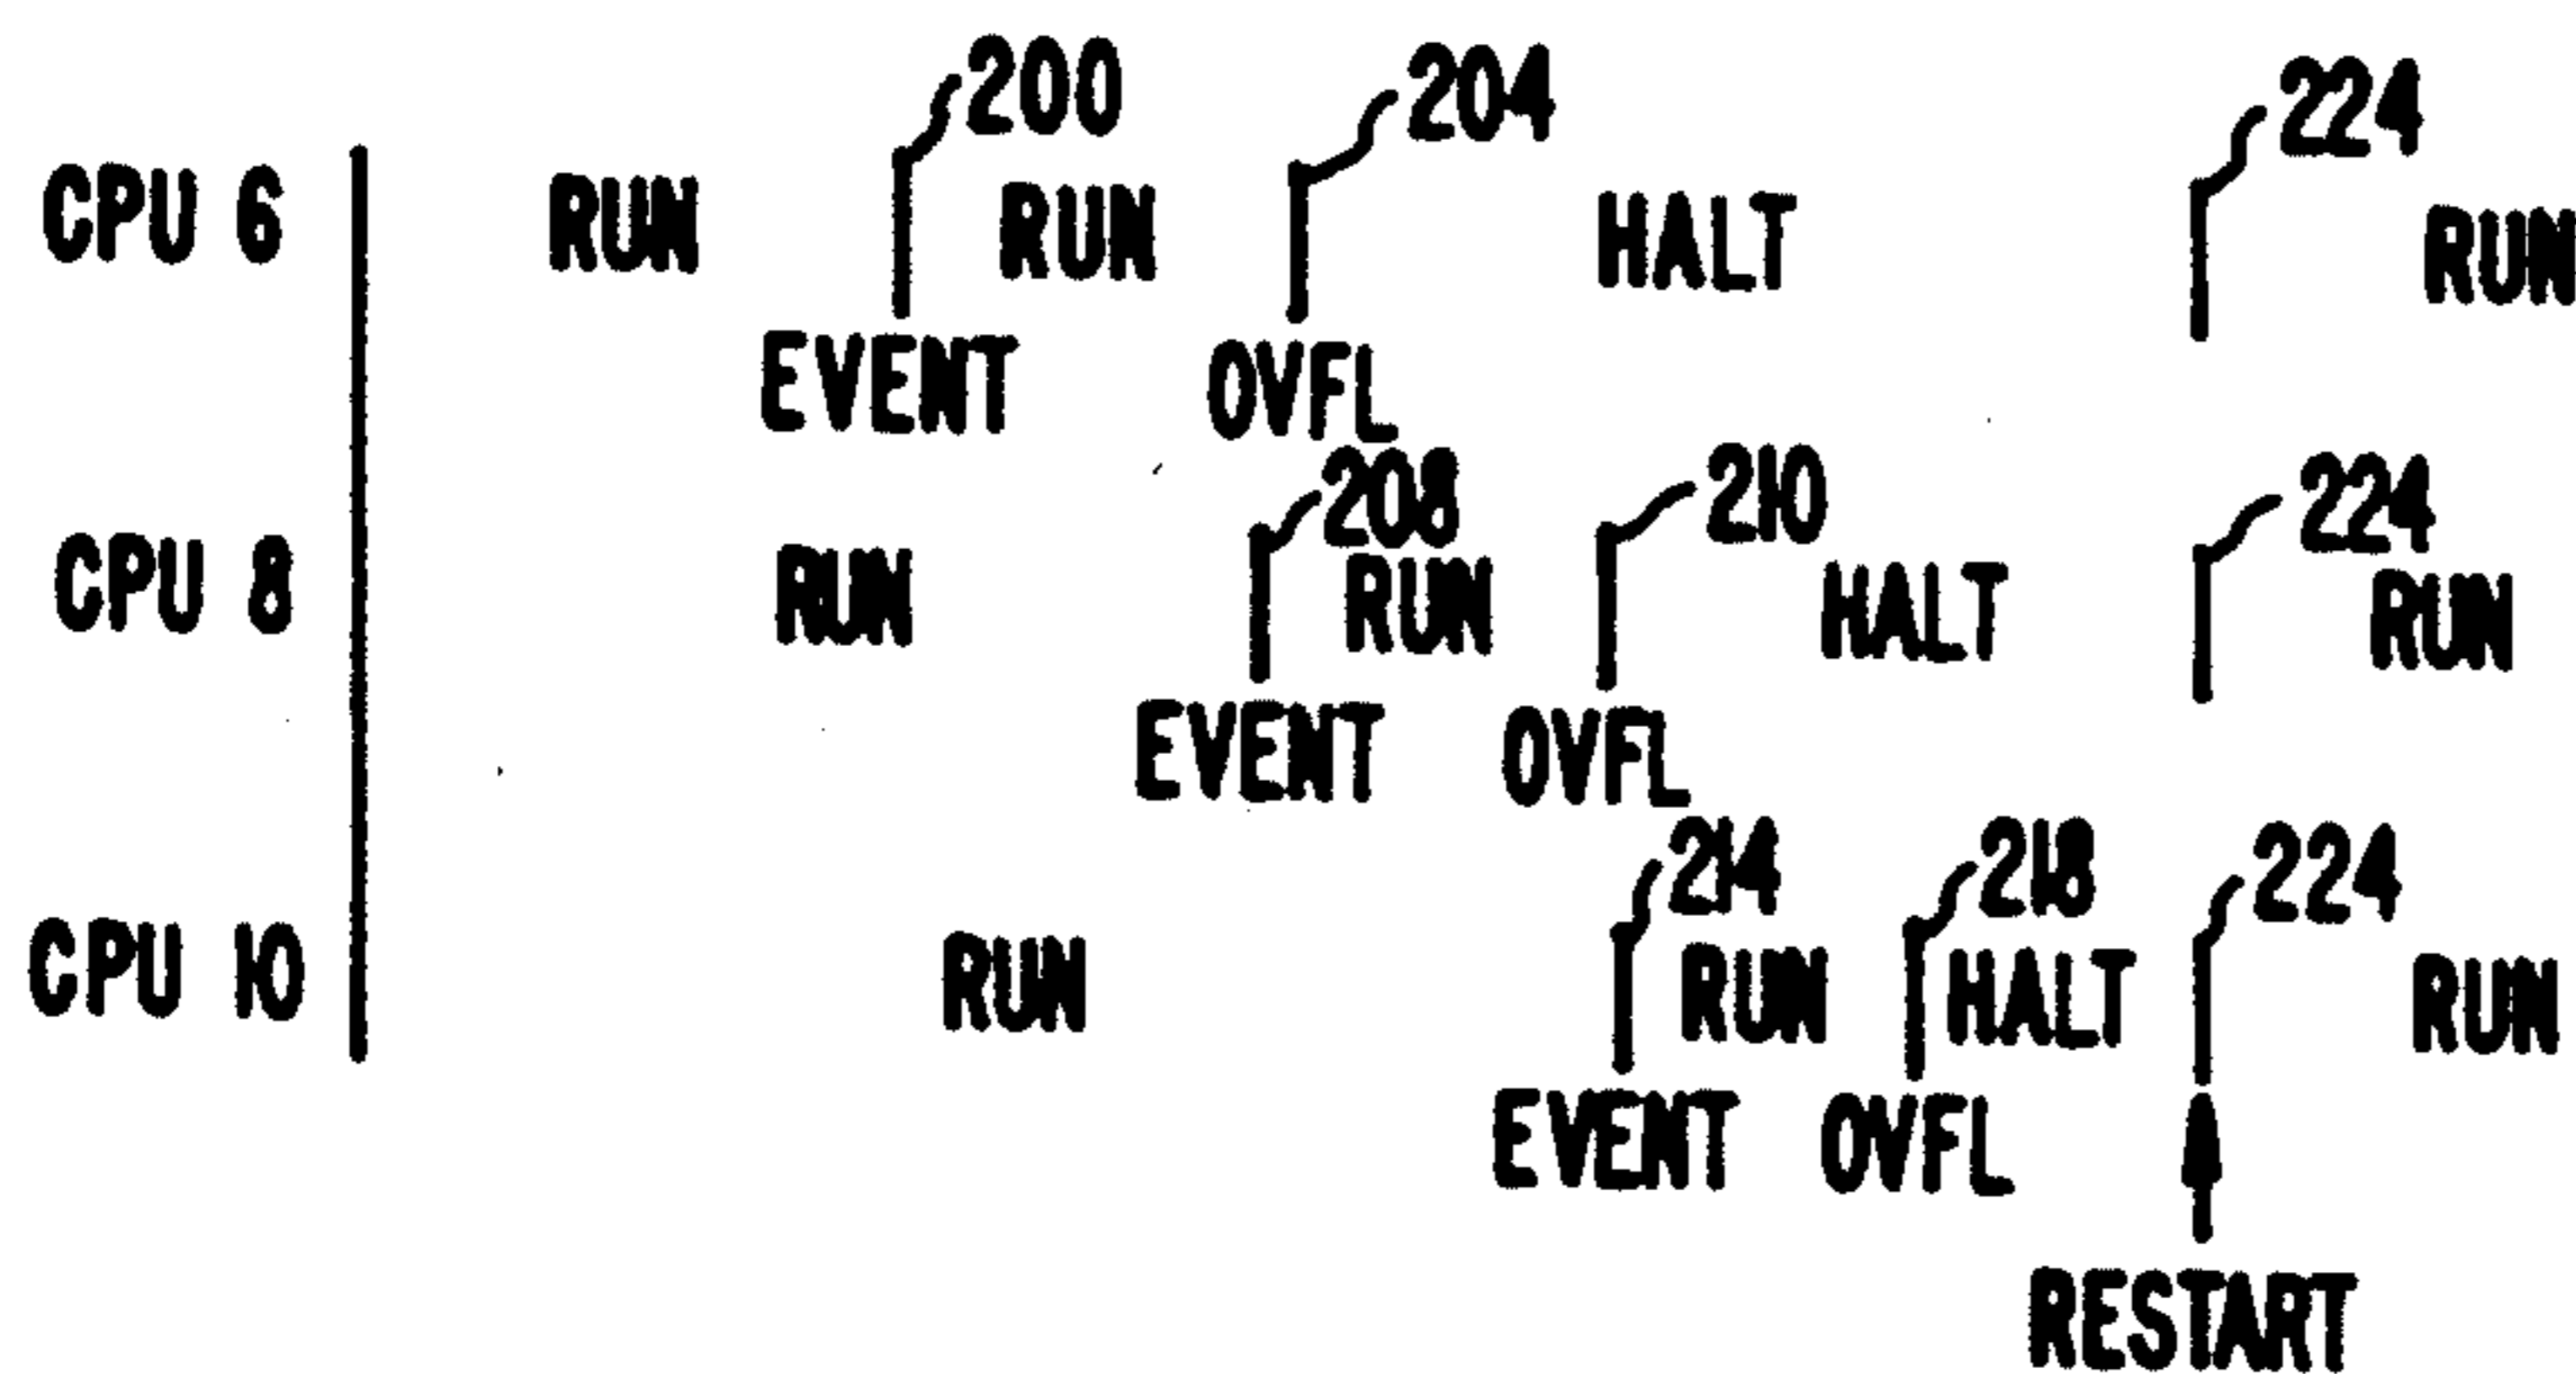 200 204 224
CPU 6 RUN RUN HALT RUN
EVENT OVFL
208 210 224
CPU 8 RUN RUN HALT RUN
EVENT OVFL
214 218 224
CPU 10 RUN RUN HALT RUN
EVENT OVFL
RESTART